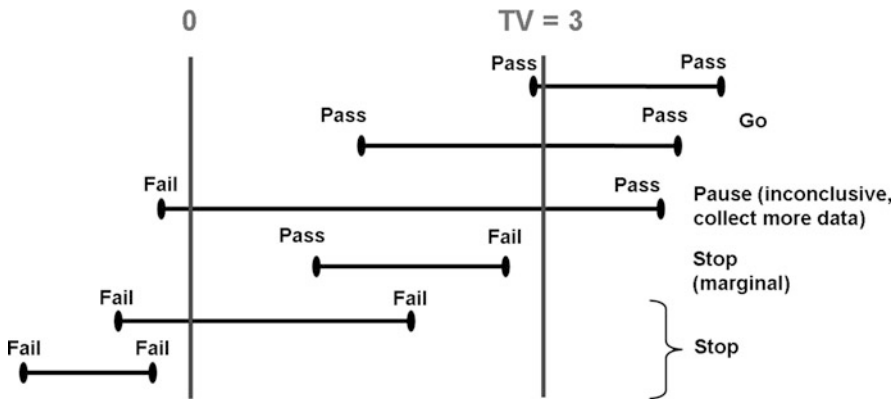 0 TV = 3
Pass Pass
Pass Pass Go
Fail Pass Pause (inconclusive,
collect more data)
Pass Fail Stop
(marginal)
Fail Fail
Fail Fail Stop